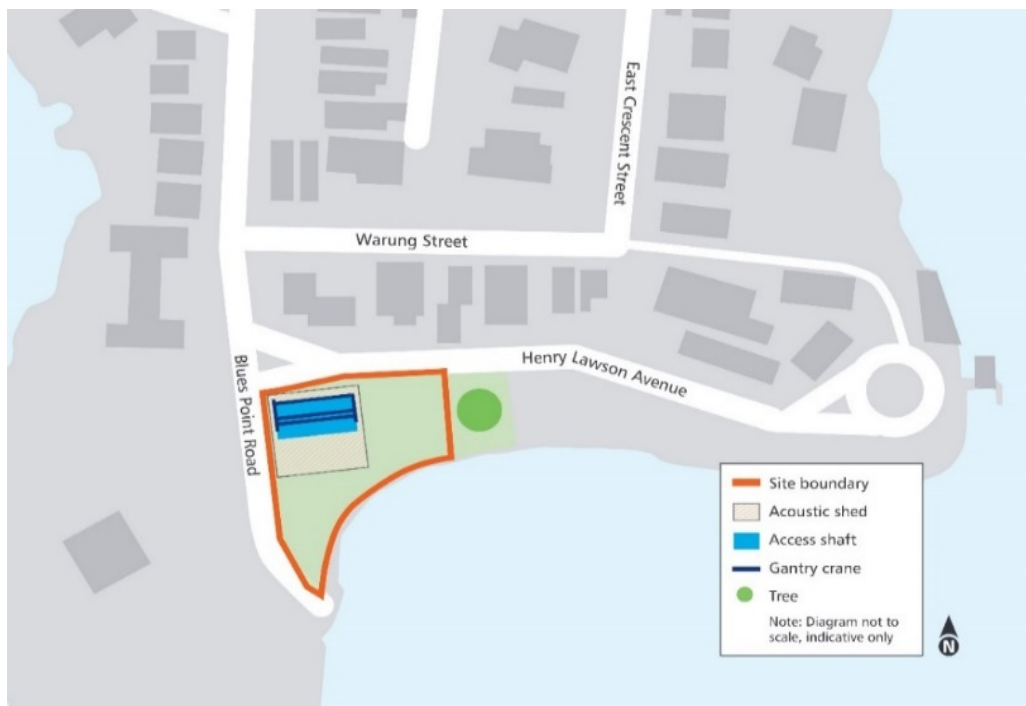 East Crescent Street
Warung Street
Henry Lawson Avenue
Blues Point Road
Site boundary
Acoustic shed
Access shaft
Gantry crane
Tree
Note: Diagram not to
scale, indicative only
N